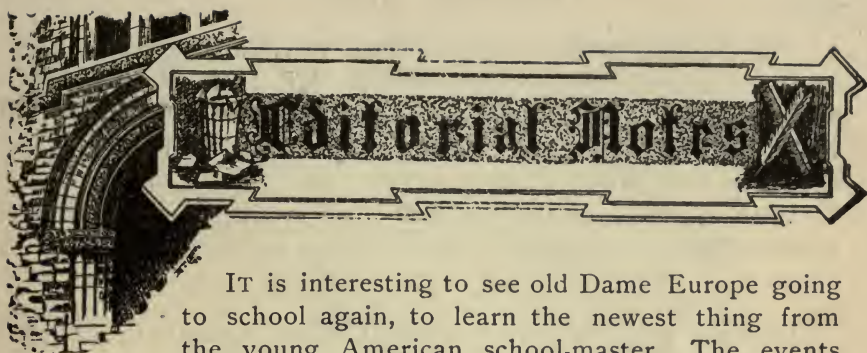 Editorial Notes
IT is interesting to see old Dame Europe going
to school again, to learn the newest thing from
the young American school-master. The events